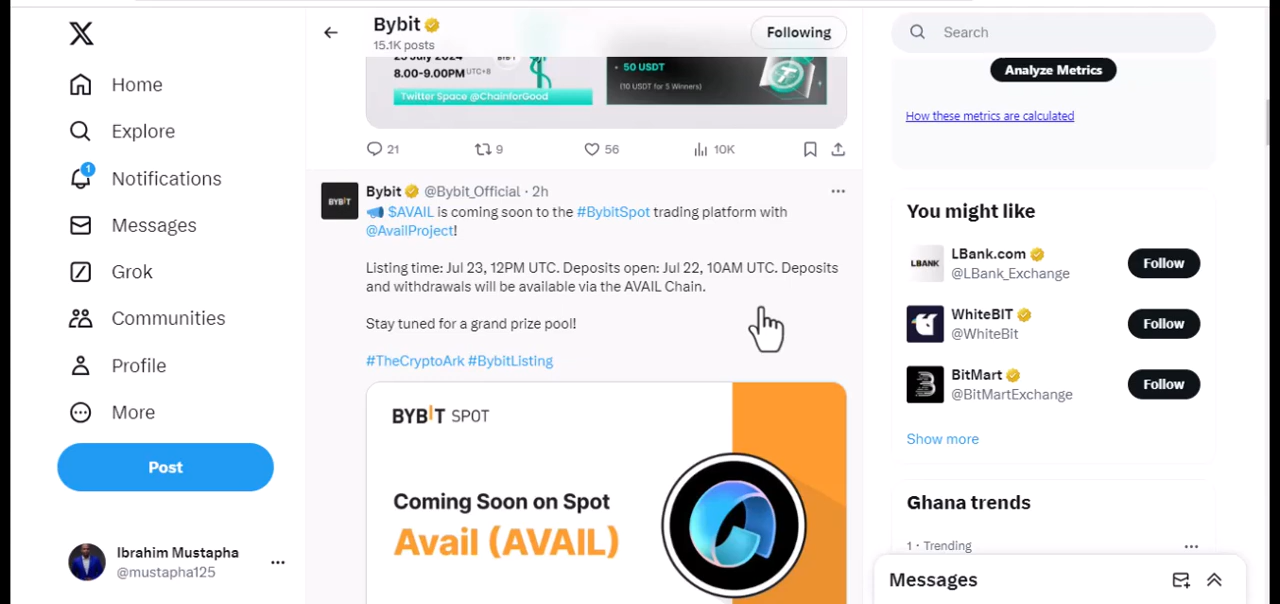 Bybit
15.1K posts
Following
Search
Home
Explore
1
Notifications
Messages
Grok
Communities
Profile
More
Post
Ibrahim Mustapha
@mustapha125
23 July 2024
8.00-9.00PM UTC+8
Twitter Space @ChainforGood
• 50 USDT
(10 USDT for 5 Winners)
21
9
56
10K
BYBIT
Bybit @Bybit_Official · 2h
$AVAIL is coming soon to the #BybitSpot trading platform with
@AvailProject!
Listing time: Jul 23, 12PM UTC. Deposits open: Jul 22, 10AM UTC. Deposits
and withdrawals will be available via the AVAIL Chain.
Stay tuned for a grand prize pool!
#TheCryptoArk #BybitListing
BYBIT SPOT
Coming Soon on Spot
Avail (AVAIL)
Analyze Metrics
How these metrics are calculated
You might like
LBANK
LBank.com
@LBank_Exchange
Follow
WhiteBIT
@WhiteBit
Follow
BitMart
@BitMartExchange
Follow
Show more
Ghana trends
1 · Trending
Messages